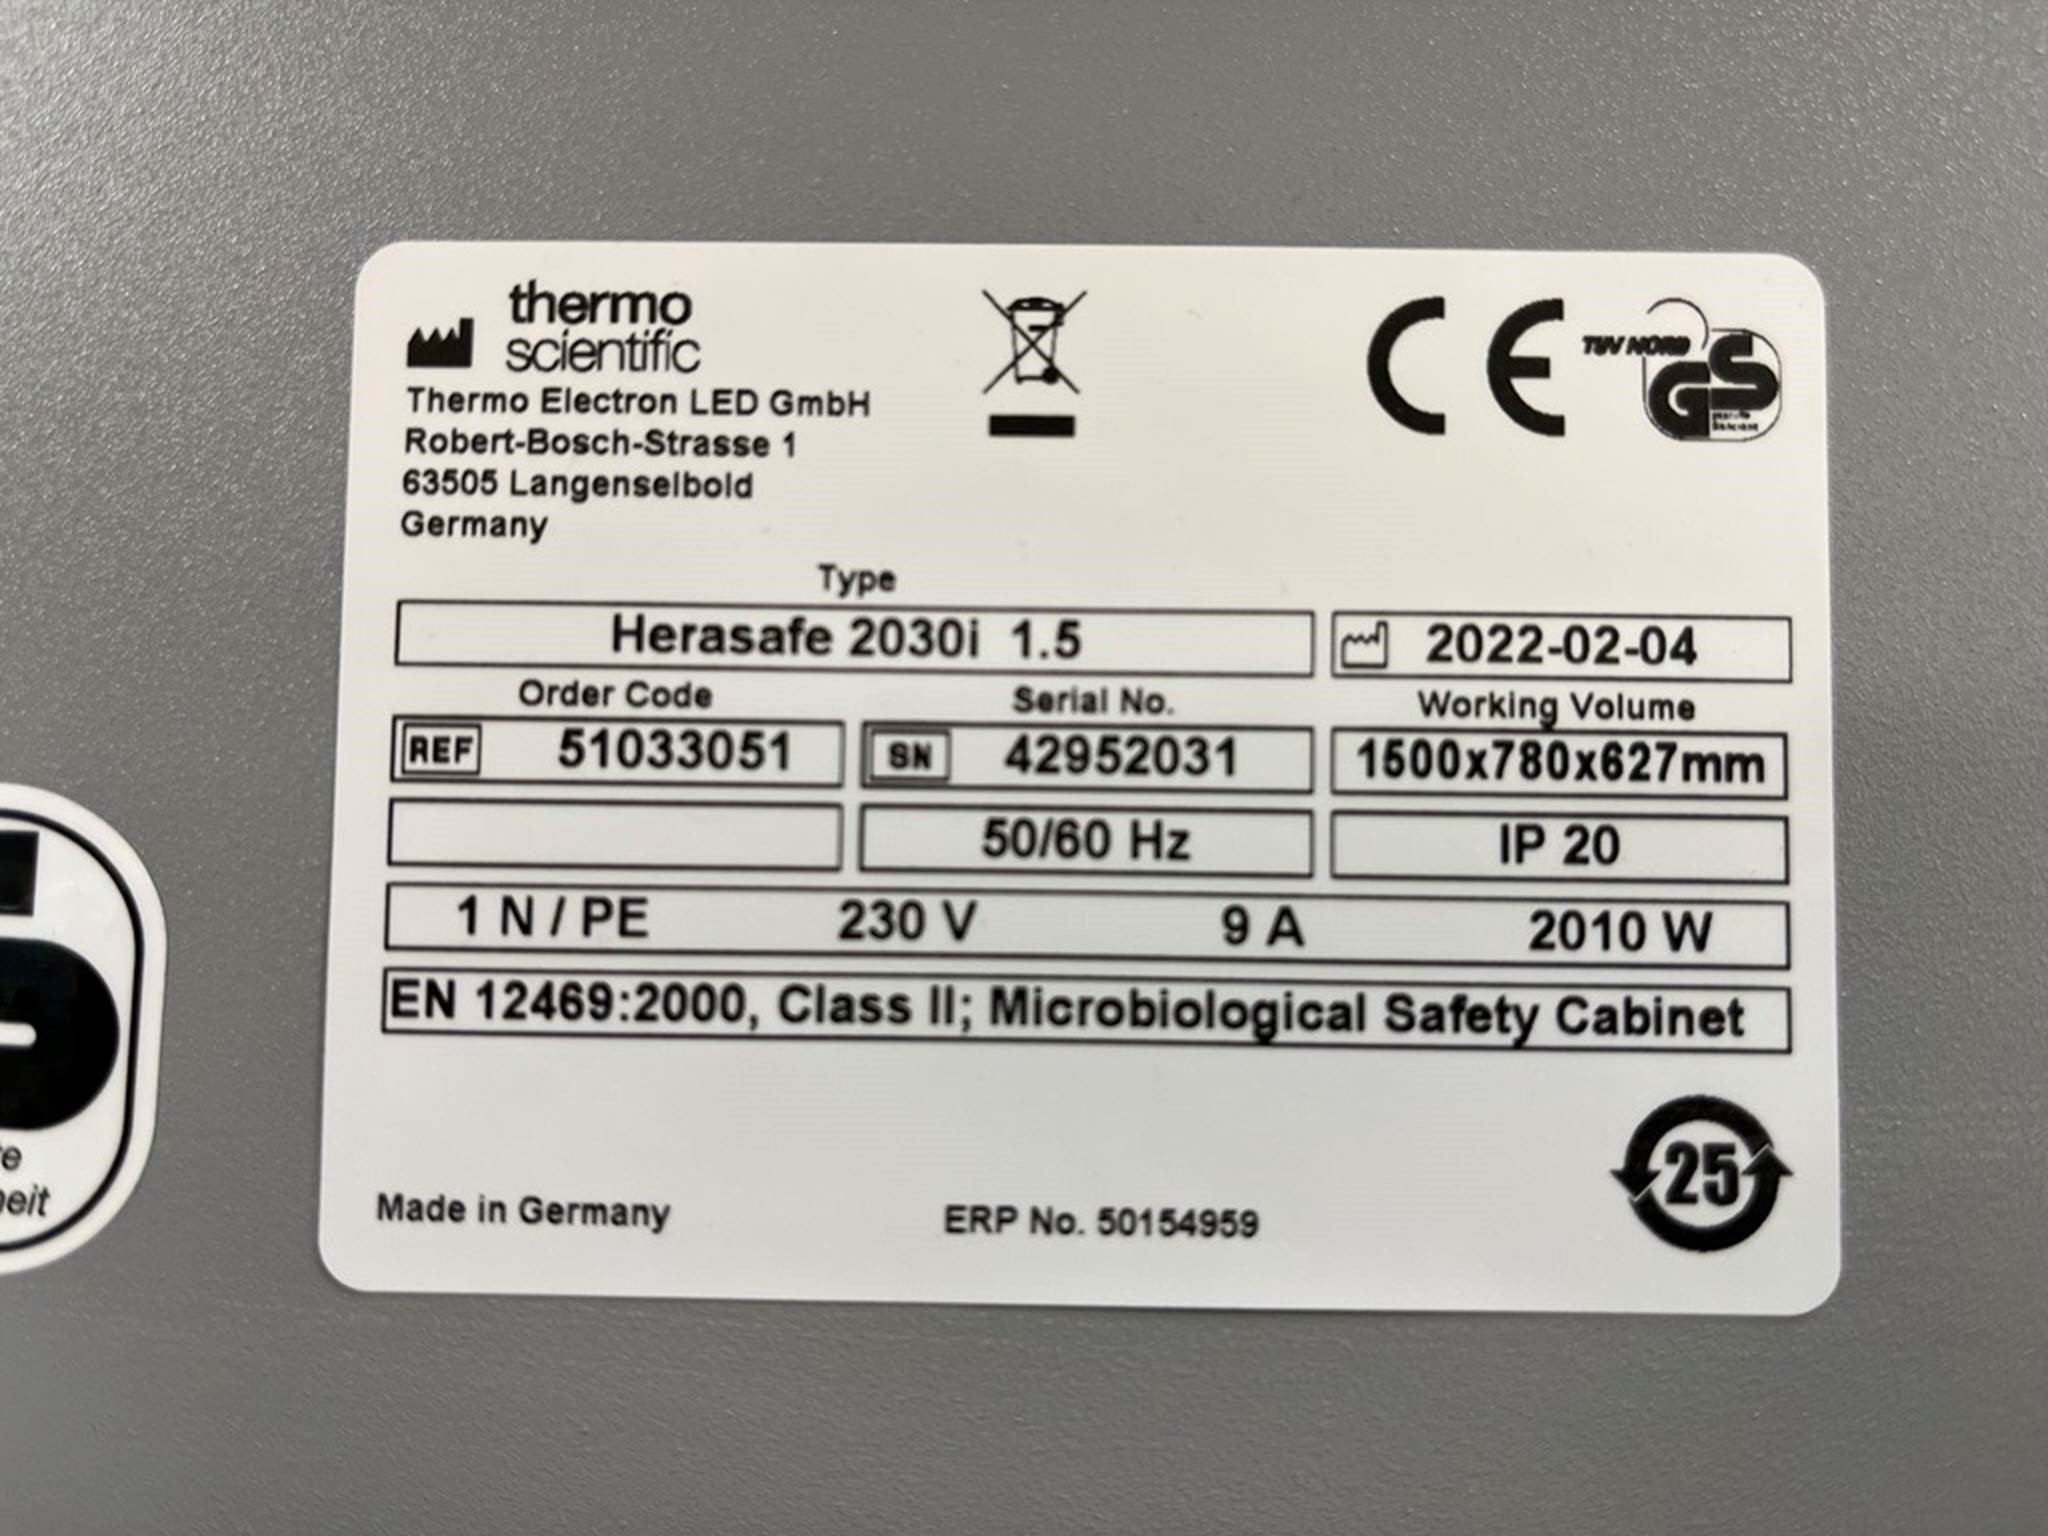 thermo
scientific
Thermo Electron LED GmbH
Robert-Bosch-Strasse 1
63505 Langenselbold
Germany
CE
TÜV NORD
GS
Type
Herasafe 2030i 1.5
2022-02-04
Order Code
Serial No.
Working Volume
REF 51033051
SN 42952031
1500x780x627mm
50/60 Hz
IP 20
1 N / PE 230 V 9 A 2010 W
EN 12469:2000, Class II; Microbiological Safety Cabinet
25
Made in Germany
ERP No. 50154959